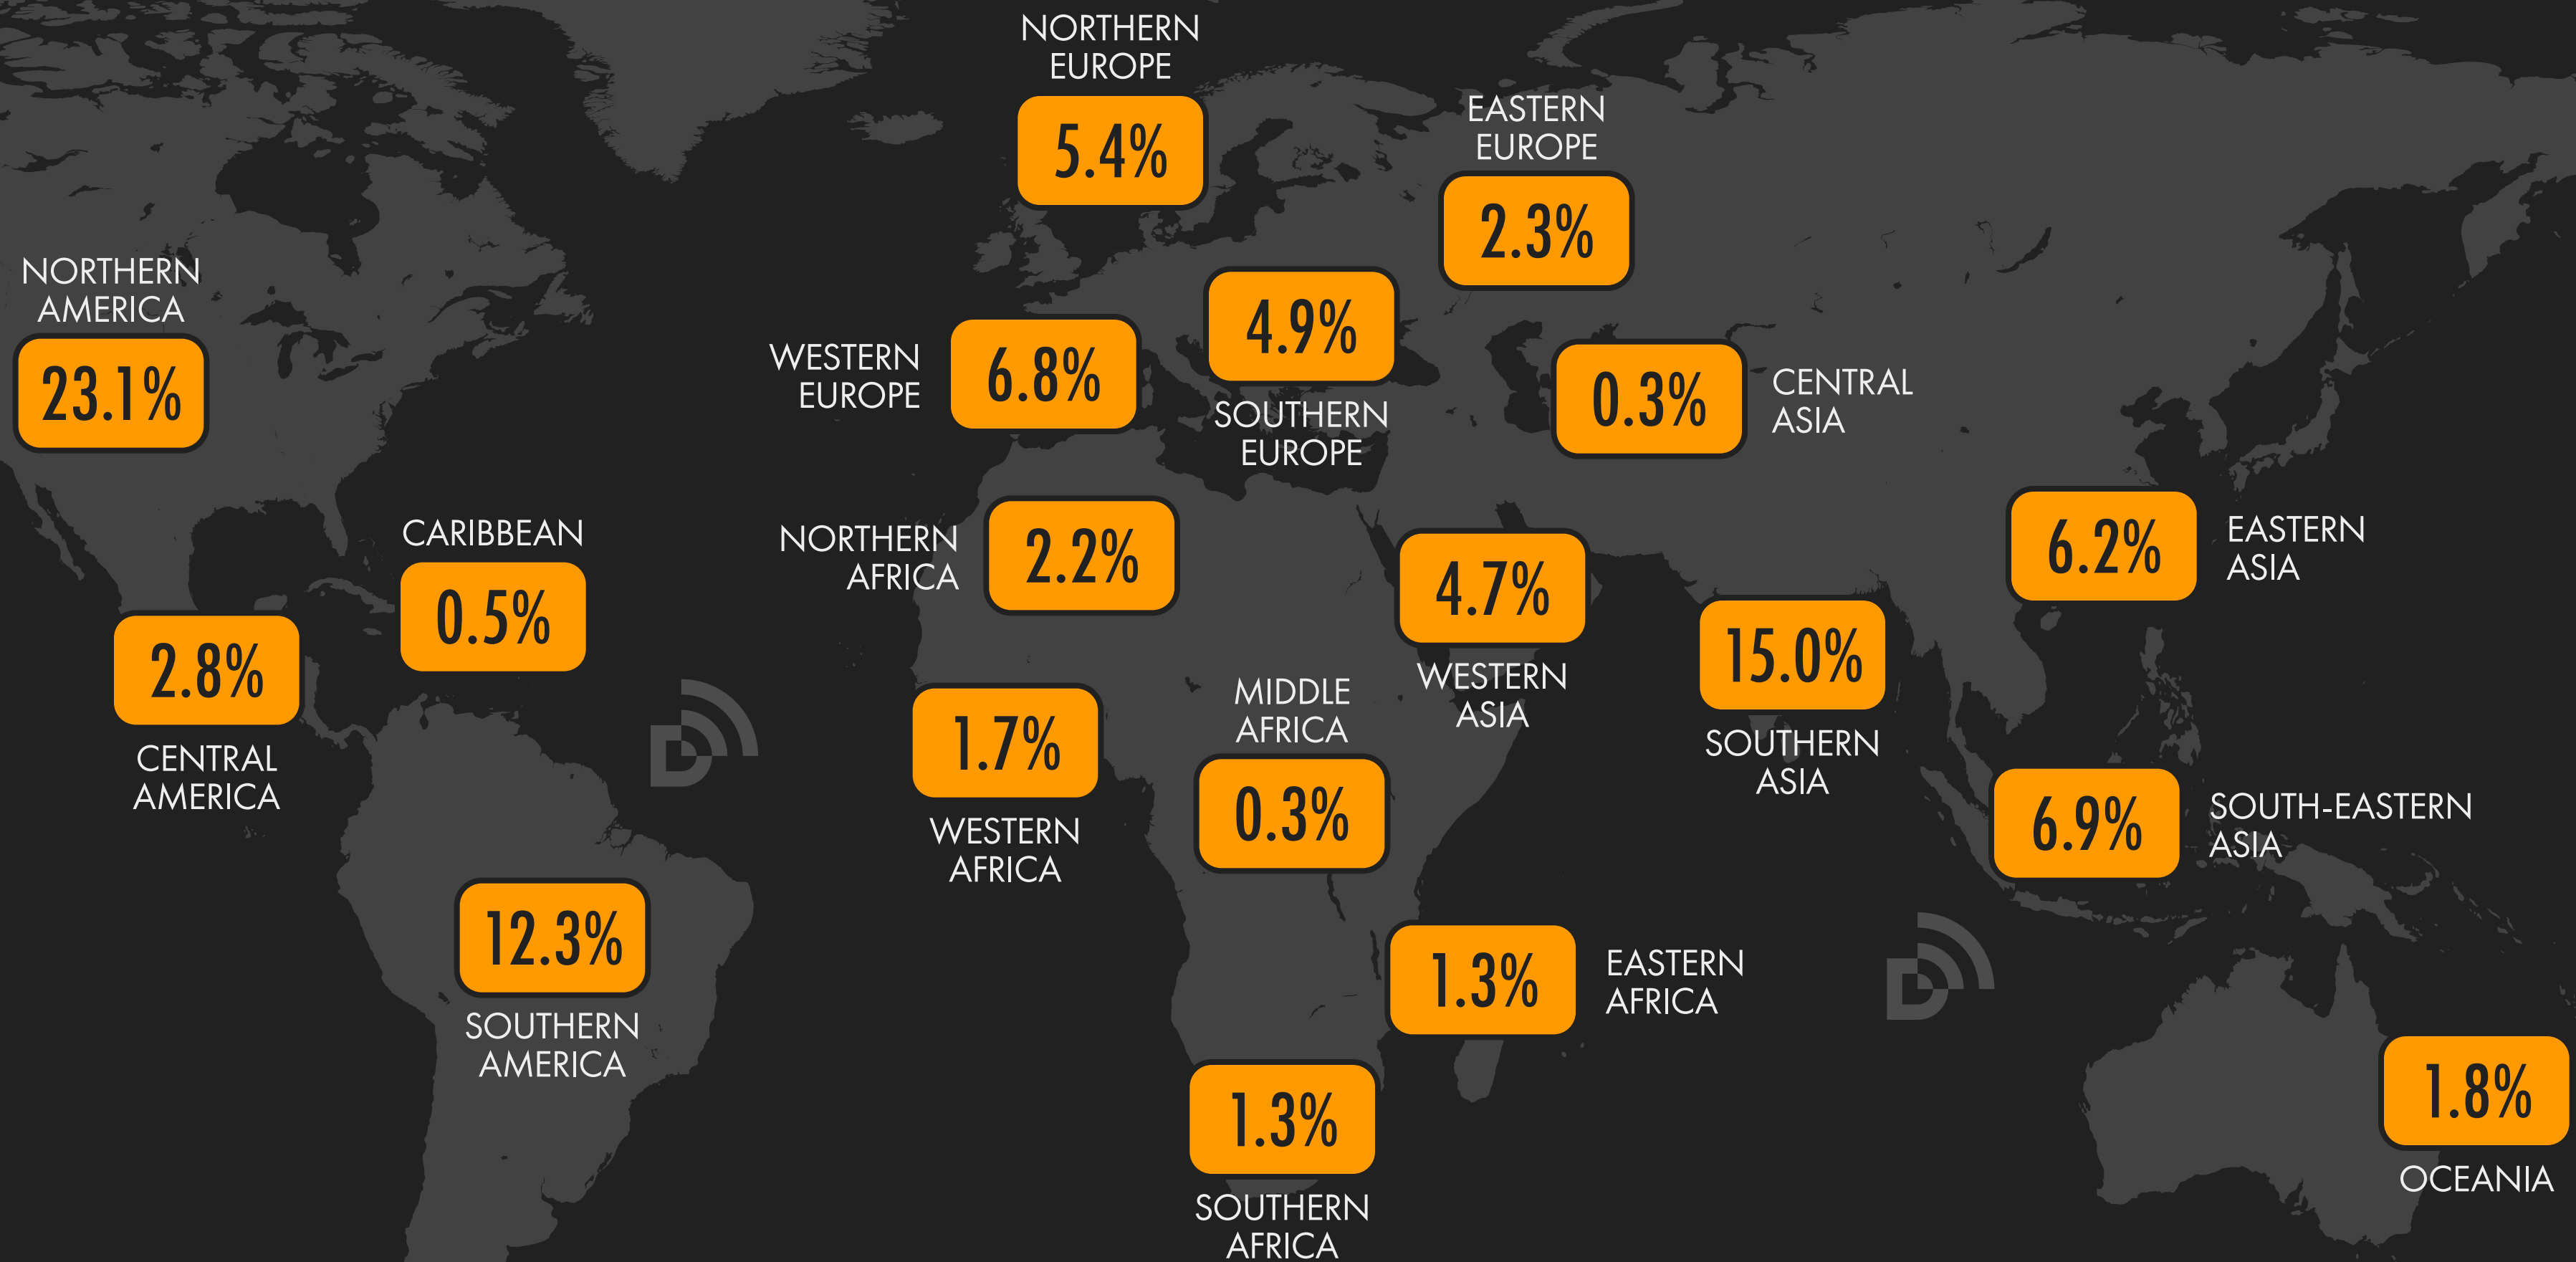 NORTHERN
EUROPE
5.4%
EASTERN
EUROPE
2.3%
NORTHERN
AMERICA
23.1%
WESTERN
EUROPE
6.8%
4.9%
SOUTHERN
EUROPE
0.3%
CENTRAL
ASIA
CARIBBEAN
0.5%
NORTHERN
AFRICA
2.2%
4.7%
WESTERN
ASIA
6.2%
EASTERN
ASIA
2.8%
CENTRAL
AMERICA
15.0%
SOUTHERN
ASIA
1.7%
WESTERN
AFRICA
MIDDLE
AFRICA
0.3%
6.9%
SOUTH-EASTERN
ASIA
12.3%
SOUTHERN
AMERICA
1.3%
EASTERN
AFRICA
1.3%
SOUTHERN
AFRICA
1.8%
OCEANIA